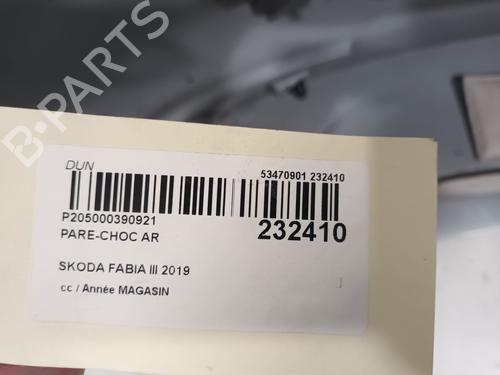 B-PARTS
DUN
53470901 232410
P205000390921
232410
PARE-CHOC AR
SKODA FABIA III 2019
cc / Année MAGASIN